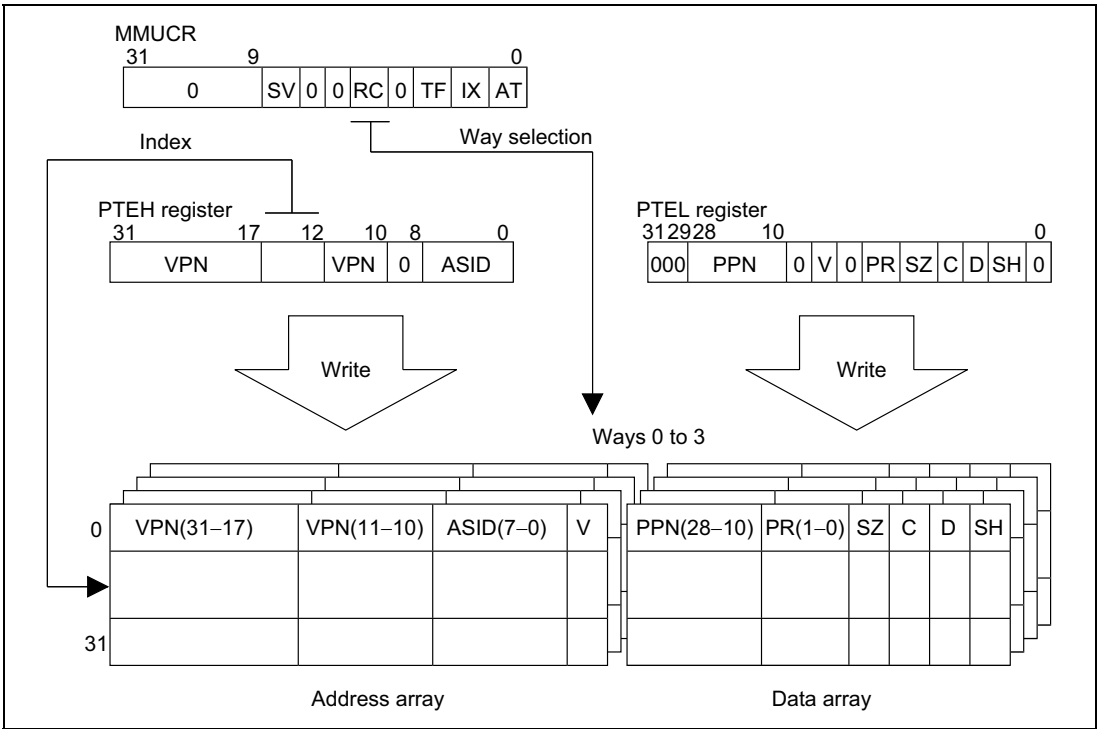 MMUCR
31 9 0
0 SV 0 0 RC 0 TF IX AT
Index
Way selection
PTEH register
31 17 12 10 8 0
VPN VPN 0 ASID
PTEL register
31 29 28 10 0
000 PPN 0 V 0 PR SZ C D SH 0
Write
Write
Ways 0 to 3
0 VPN(31–17) VPN(11–10) ASID(7–0) V PPN(28–10) PR(1–0) SZ C D SH
31
Address array
Data array